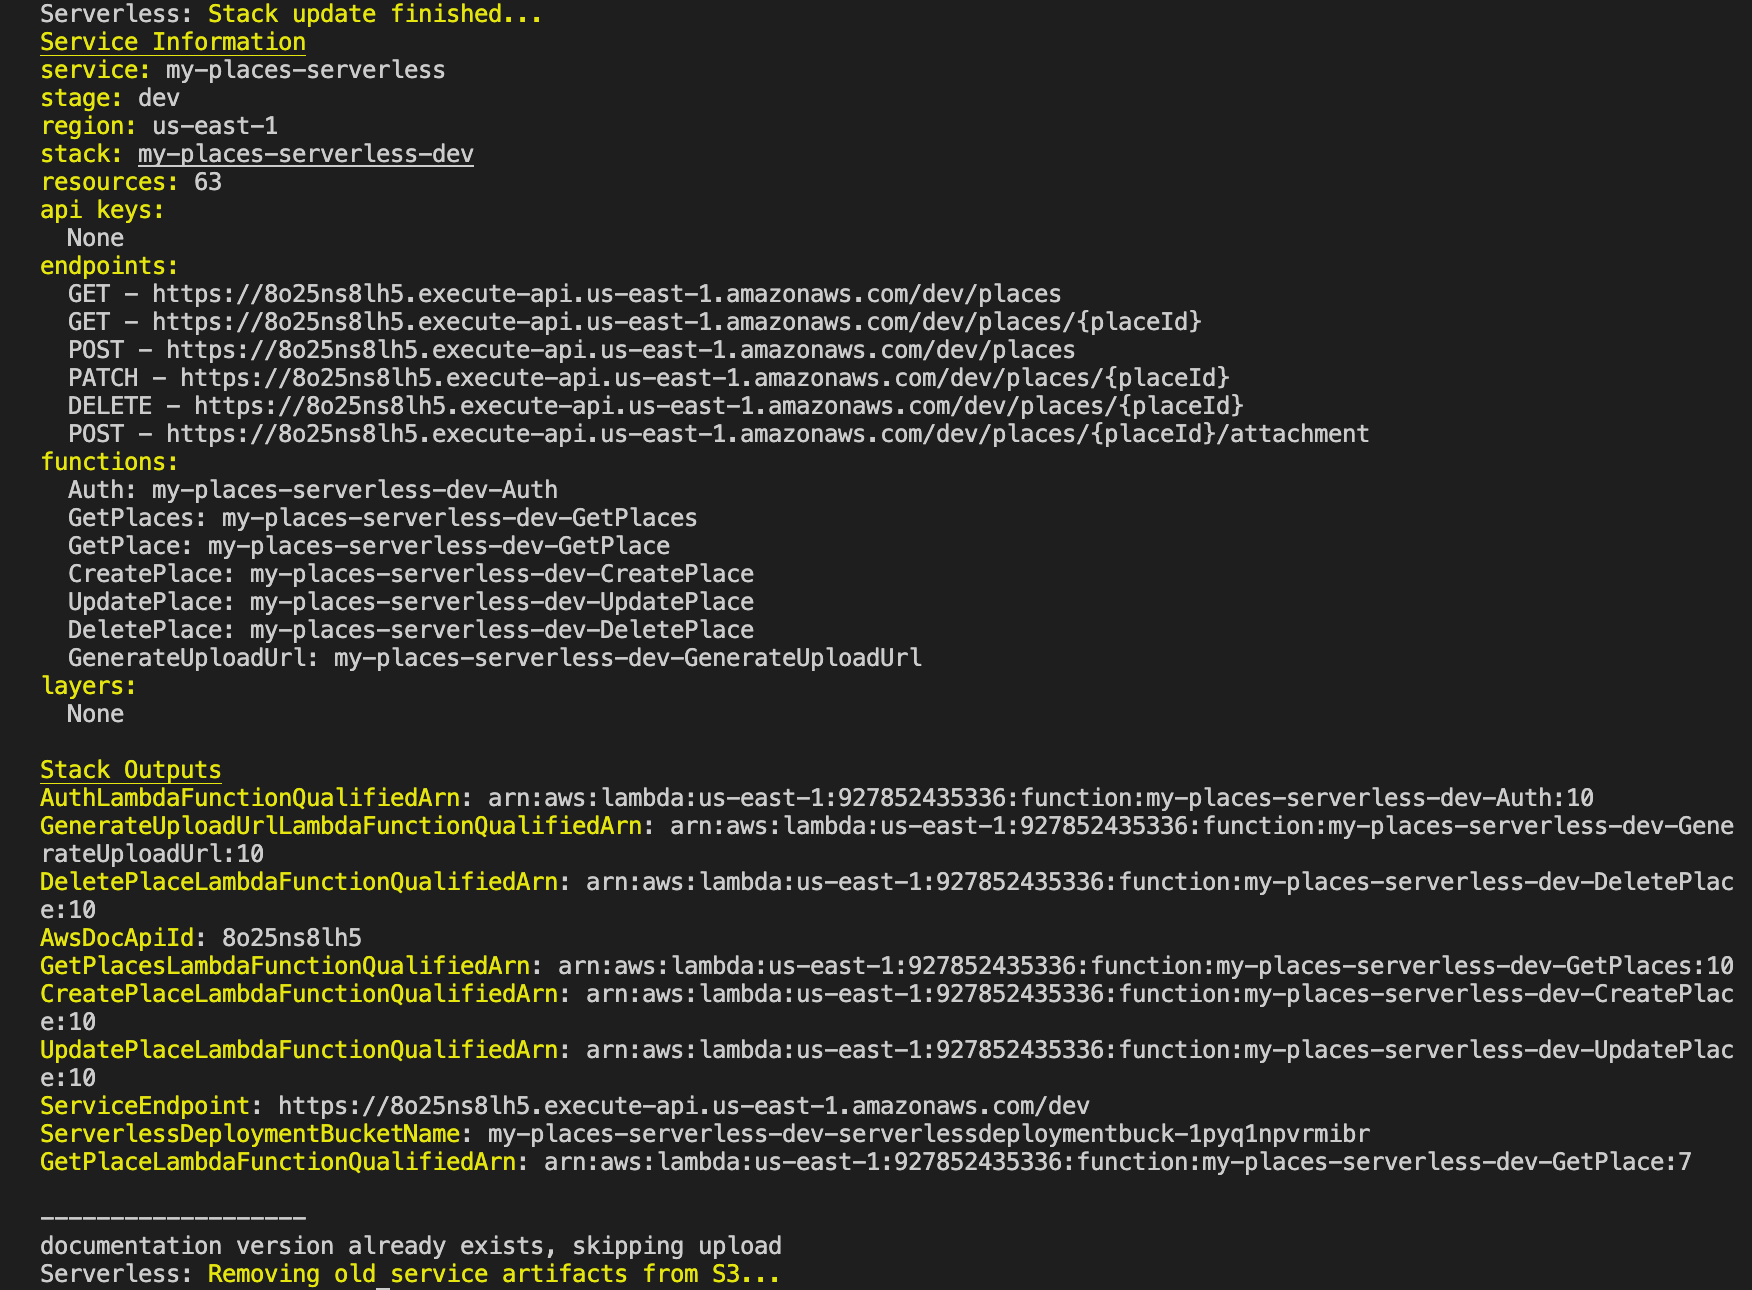 Serverless: Stack update finished...
Service Information
service: my-places-serverless
stage: dev
region: us-east-1
stack: my-places-serverless-dev
resources: 63
api keys:
  None
endpoints:
  GET - https://8o25ns8lh5.execute-api.us-east-1.amazonaws.com/dev/places
  GET - https://8o25ns8lh5.execute-api.us-east-1.amazonaws.com/dev/places/{placeId}
  POST - https://8o25ns8lh5.execute-api.us-east-1.amazonaws.com/dev/places
  PATCH - https://8o25ns8lh5.execute-api.us-east-1.amazonaws.com/dev/places/{placeId}
  DELETE - https://8o25ns8lh5.execute-api.us-east-1.amazonaws.com/dev/places/{placeId}
  POST - https://8o25ns8lh5.execute-api.us-east-1.amazonaws.com/dev/places/{placeId}/attachment
functions:
  Auth: my-places-serverless-dev-Auth
  GetPlaces: my-places-serverless-dev-GetPlaces
  GetPlace: my-places-serverless-dev-GetPlace
  CreatePlace: my-places-serverless-dev-CreatePlace
  UpdatePlace: my-places-serverless-dev-UpdatePlace
  DeletePlace: my-places-serverless-dev-DeletePlace
  GenerateUploadUrl: my-places-serverless-dev-GenerateUploadUrl
layers:
  None

Stack Outputs
AuthLambdaFunctionQualifiedArn: arn:aws:lambda:us-east-1:927852435336:function:my-places-serverless-dev-Auth:10
GenerateUploadUrlLambdaFunctionQualifiedArn: arn:aws:lambda:us-east-1:927852435336:function:my-places-serverless-dev-Gene
rateUploadUrl:10
DeletePlaceLambdaFunctionQualifiedArn: arn:aws:lambda:us-east-1:927852435336:function:my-places-serverless-dev-DeletePlac
e:10
AwsDocApiId: 8o25ns8lh5
GetPlacesLambdaFunctionQualifiedArn: arn:aws:lambda:us-east-1:927852435336:function:my-places-serverless-dev-GetPlaces:10
CreatePlaceLambdaFunctionQualifiedArn: arn:aws:lambda:us-east-1:927852435336:function:my-places-serverless-dev-CreatePlac
e:10
UpdatePlaceLambdaFunctionQualifiedArn: arn:aws:lambda:us-east-1:927852435336:function:my-places-serverless-dev-UpdatePlac
e:10
ServiceEndpoint: https://8o25ns8lh5.execute-api.us-east-1.amazonaws.com/dev
ServerlessDeploymentBucketName: my-places-serverless-dev-serverlessdeploymentbuck-1pyq1npvrmibr
GetPlaceLambdaFunctionQualifiedArn: arn:aws:lambda:us-east-1:927852435336:function:my-places-serverless-dev-GetPlace:7

-------------------
documentation version already exists, skipping upload
Serverless: Removing old service artifacts from S3...